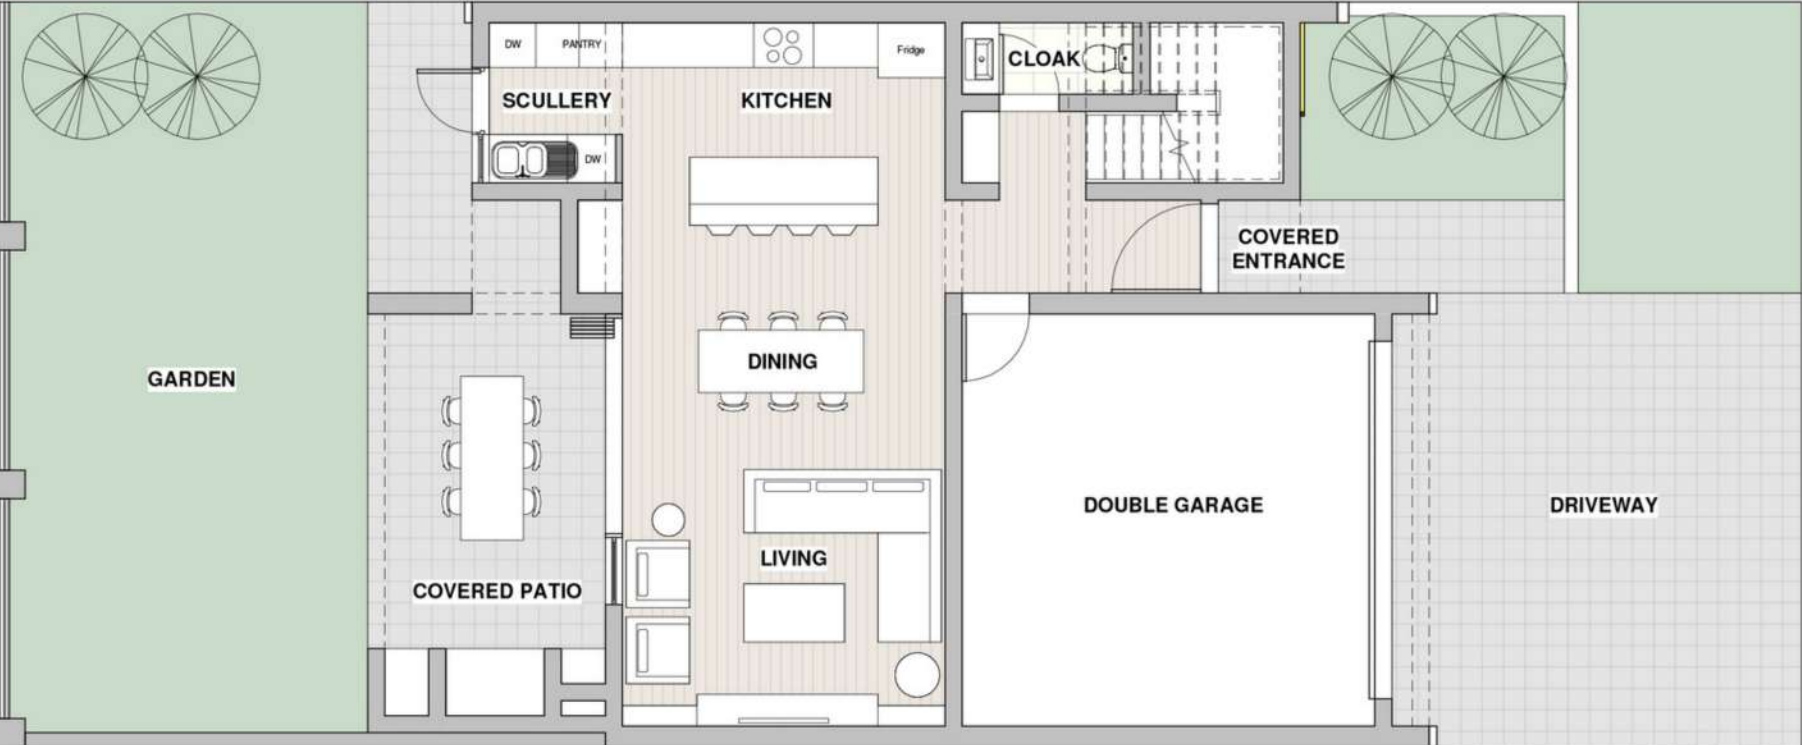 DW
PANTRY
Fridge
CLOAK
SCULLERY
KITCHEN
DW
COVERED
ENTRANCE
DINING
GARDEN
DOUBLE GARAGE
DRIVEWAY
LIVING
COVERED PATIO